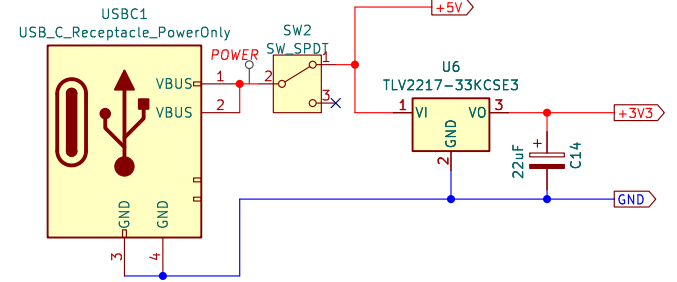 USBC1
USB_C_Receptacle_PowerOnly
VBUS 1
VBUS 2
GND
3
GND
4
POWER
SW2
SW_SPDT
1
2
3
+5V
U6
TLV2217-33KCSE3
1 VI
VO 3
GND
2
+
22uF
C14
+3V3
GND